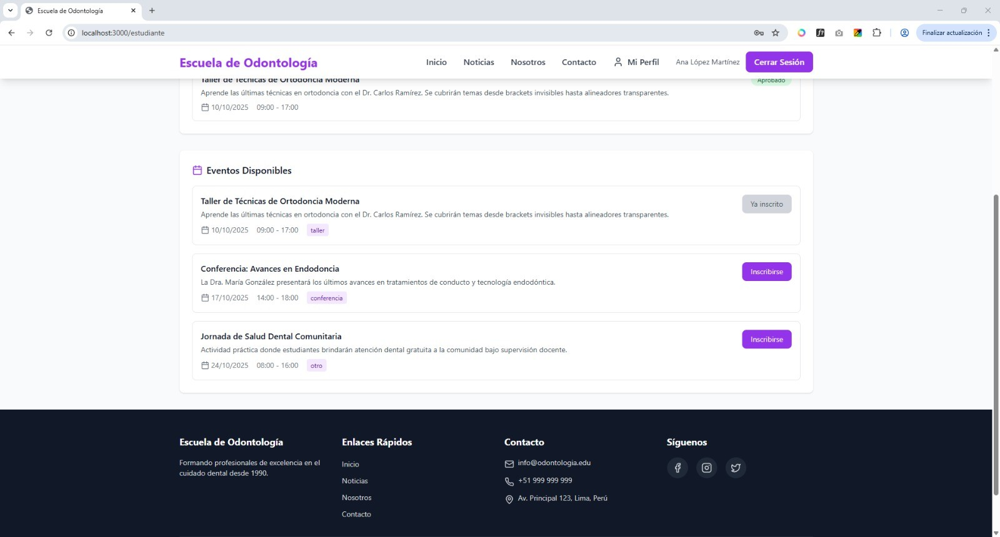 Escuela de Odontología
localhost:3000/estudiante
Finalizar actualización
Escuela de Odontología
Inicio
Noticias
Nosotros
Contacto
Mi Perfil
Ana López Martínez
Cerrar Sesión
Taller de Técnicas de Ortodoncia Moderna
Aprobado
Aprende las últimas técnicas en ortodoncia con el Dr. Carlos Ramírez. Se cubrirán temas desde brackets invisibles hasta alineadores transparentes.
10/10/2025 09:00 - 17:00
Eventos Disponibles
Taller de Técnicas de Ortodoncia Moderna
Ya inscrito
Aprende las últimas técnicas en ortodoncia con el Dr. Carlos Ramírez. Se cubrirán temas desde brackets invisibles hasta alineadores transparentes.
10/10/2025 09:00 - 17:00 taller
Conferencia: Avances en Endodoncia
Inscribirse
La Dra. María González presentará los últimos avances en tratamientos de conducto y tecnología endodóntica.
17/10/2025 14:00 - 18:00 conferencia
Jornada de Salud Dental Comunitaria
Inscribirse
Actividad práctica donde estudiantes brindarán atención dental gratuita a la comunidad bajo supervisión docente.
24/10/2025 08:00 - 16:00 otro
Escuela de Odontología
Formando profesionales de excelencia en el
cuidado dental desde 1990.
Enlaces Rápidos
Inicio
Noticias
Nosotros
Contacto
Contacto
info@odontologia.edu
+51 999 999 999
Av. Principal 123, Lima, Perú
Síguenos